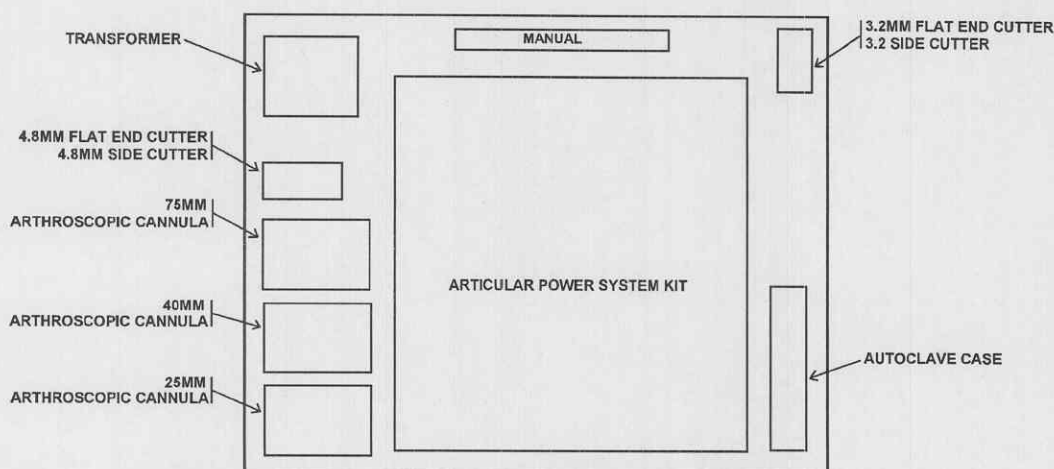 TRANSFORMER
MANUAL
3.2MM FLAT END CUTTER
3.2 SIDE CUTTER
4.8MM FLAT END CUTTER
4.8MM SIDE CUTTER
75MM
ARTHROSCOPIC CANNULA
ARTICULAR POWER SYSTEM KIT
40MM
ARTHROSCOPIC CANNULA
AUTOCLAVE CASE
25MM
ARTHROSCOPIC CANNULA